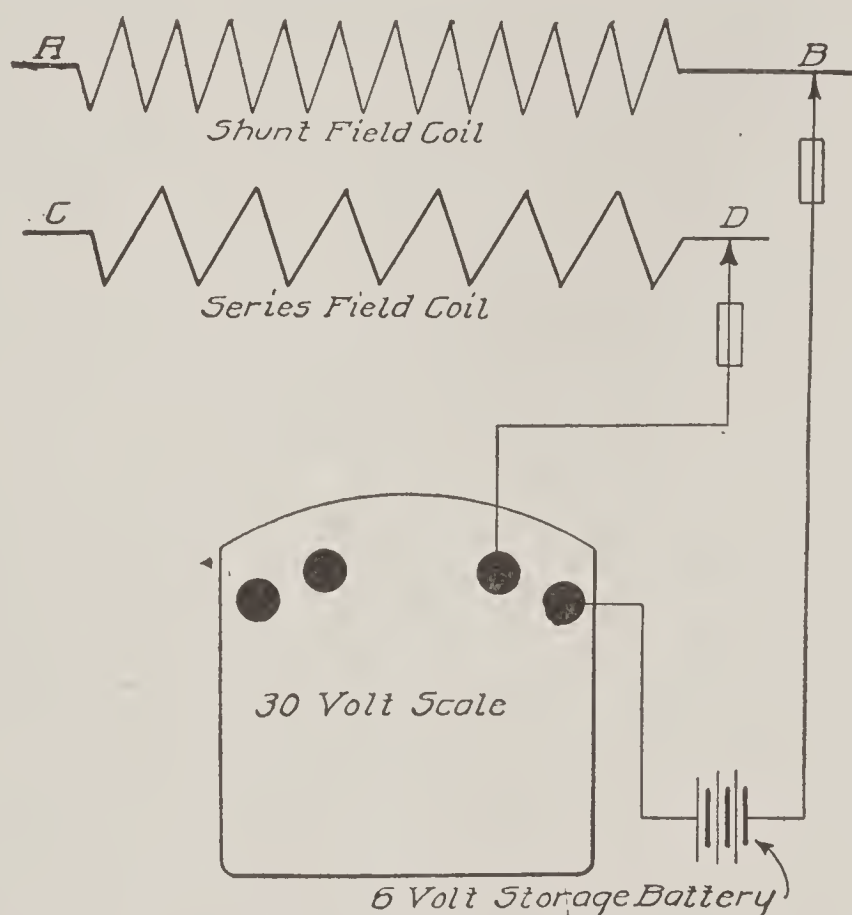 A
B
Shunt Field Coil
C
D
Series Field Coil
30 Volt Scale
6 Volt Storage Battery